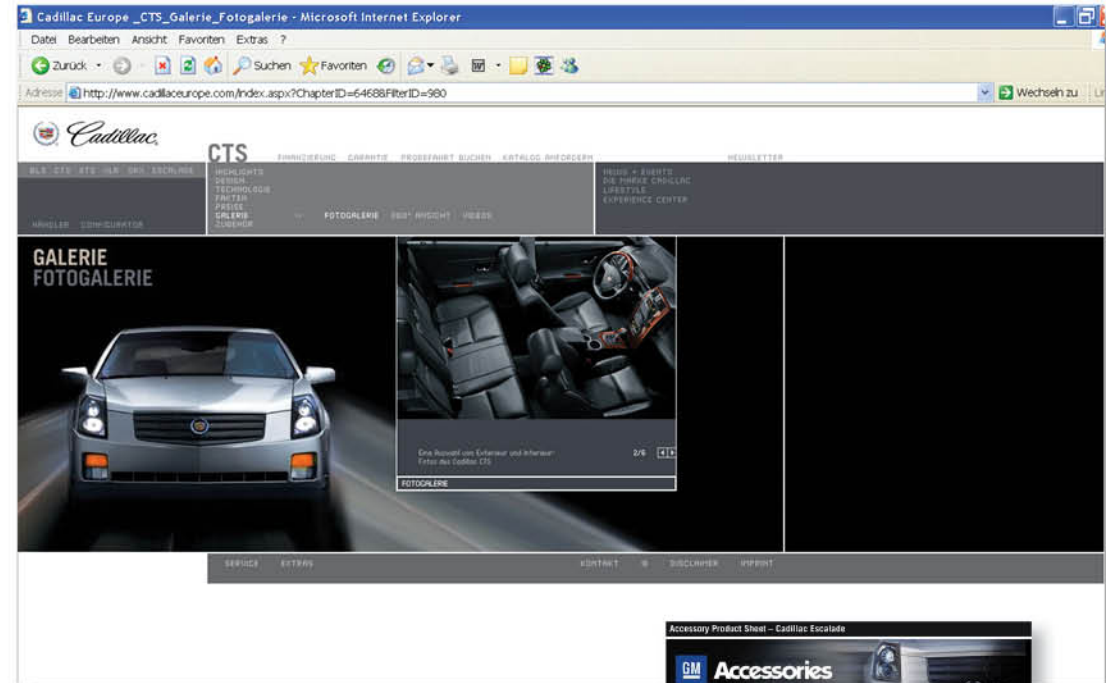 Cadillac Europe _CTS_Galerie_Fotogalerie - Microsoft Internet Explorer
Datei Bearbeiten Ansicht Favoriten Extras ?
Zurück Suchen Favoriten
Adresse http://www.cadillaceurope.com/index.aspx?ChapterID=6468&FilterID=980 Wechseln zu
Cadillac
CTS FINANZIERUNG GARANTIE PROBEFAHRT BUCHEN KATALOG ANFORDERN NEWSLETTER
BLS CTS STS XLR SRX ESCALADE
HIGHLIGHTS
DESIGN
TECHNOLOGIE
FAKTEN
PREISE
GALERIE FOTOGALERIE 360° ANSICHT VIDEOS
ZUBEHÖR
NEWS + EVENTS
DIE MARKE CADILLAC
LIFESTYLE
EXPERIENCE CENTER
HÄNDLER CONFIGURATOR
GALERIE
FOTOGALERIE
Eine Auswahl von Exterieur und Interieur-
Fotos des Cadillac CTS
2/6
FOTOGALERIE
SERVICE EXTRAS KONTAKT DISCLAIMER IMPRINT
Accessory Product Sheet – Cadillac Escalade
GM Accessories